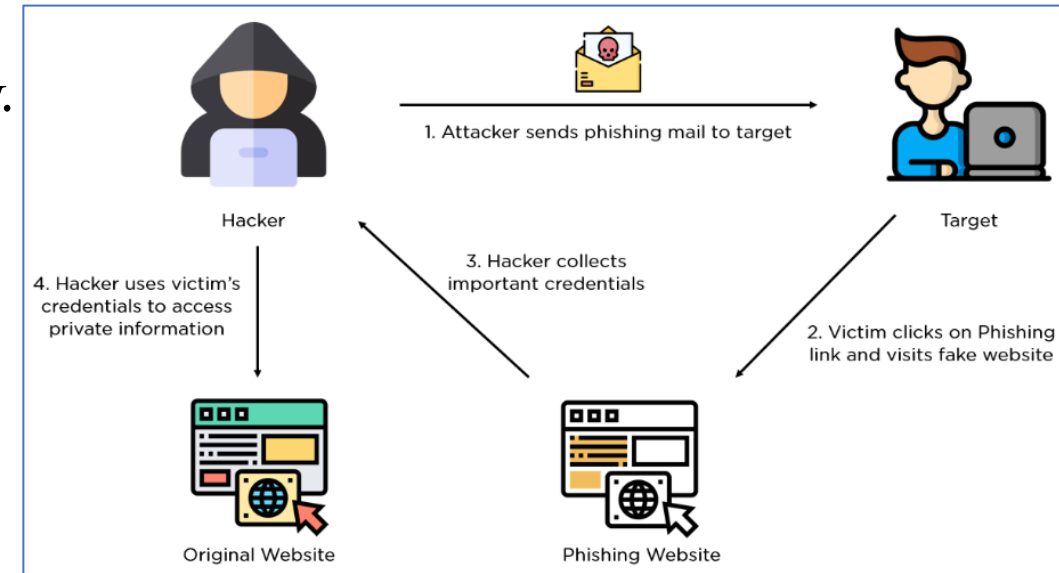 1. Attacker sends phishing mail to target
Hacker
Target
3. Hacker collects
important credentials
4. Hacker uses victim's
credentials to access
private information
2. Victim clicks on Phishing
link and visits fake website
Original Website
Phishing Website